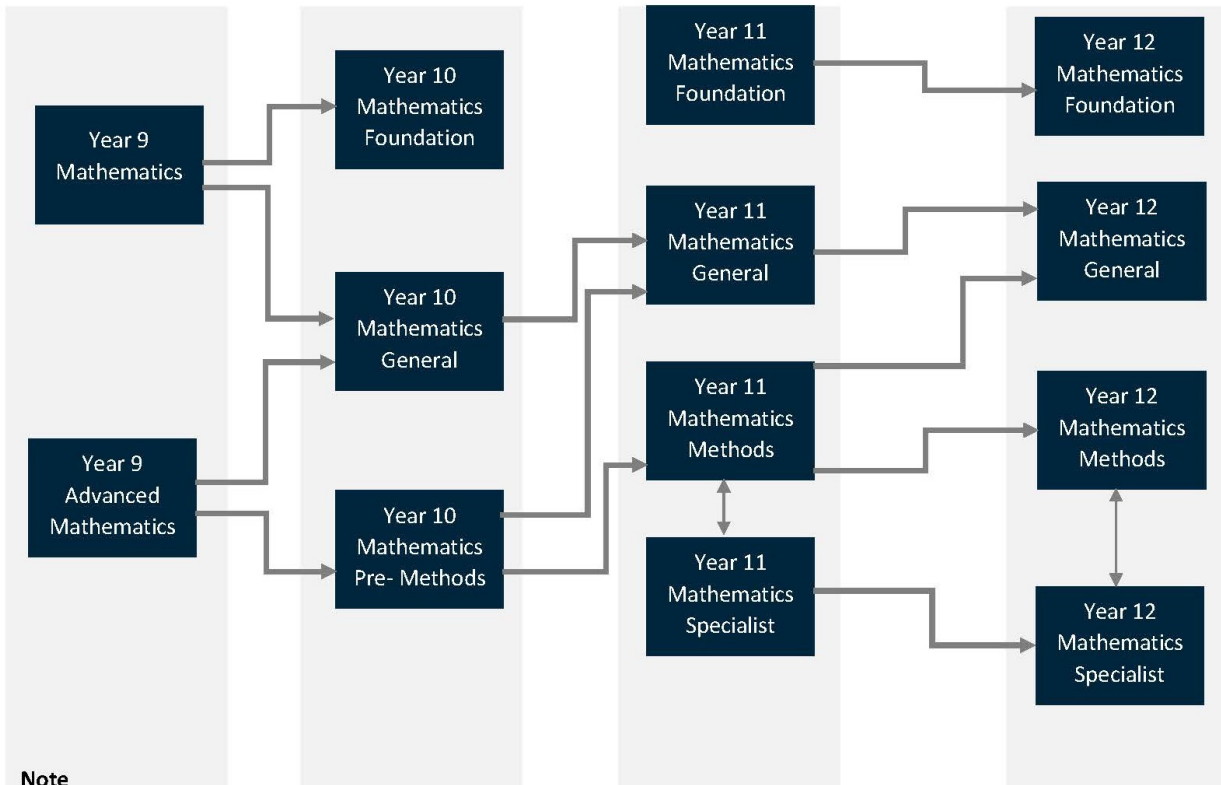 Year 9
Mathematics
Year 9
Advanced
Mathematics
Year 10
Mathematics
Foundation
Year 10
Mathematics
General
Year 10
Mathematics
Pre- Methods
Year 11
Mathematics
Foundation
Year 11
Mathematics
General
Year 11
Mathematics
Methods
Year 11
Mathematics
Specialist
Year 12
Mathematics
Foundation
Year 12
Mathematics
General
Year 12
Mathematics
Methods
Year 12
Mathematics
Specialist
Note